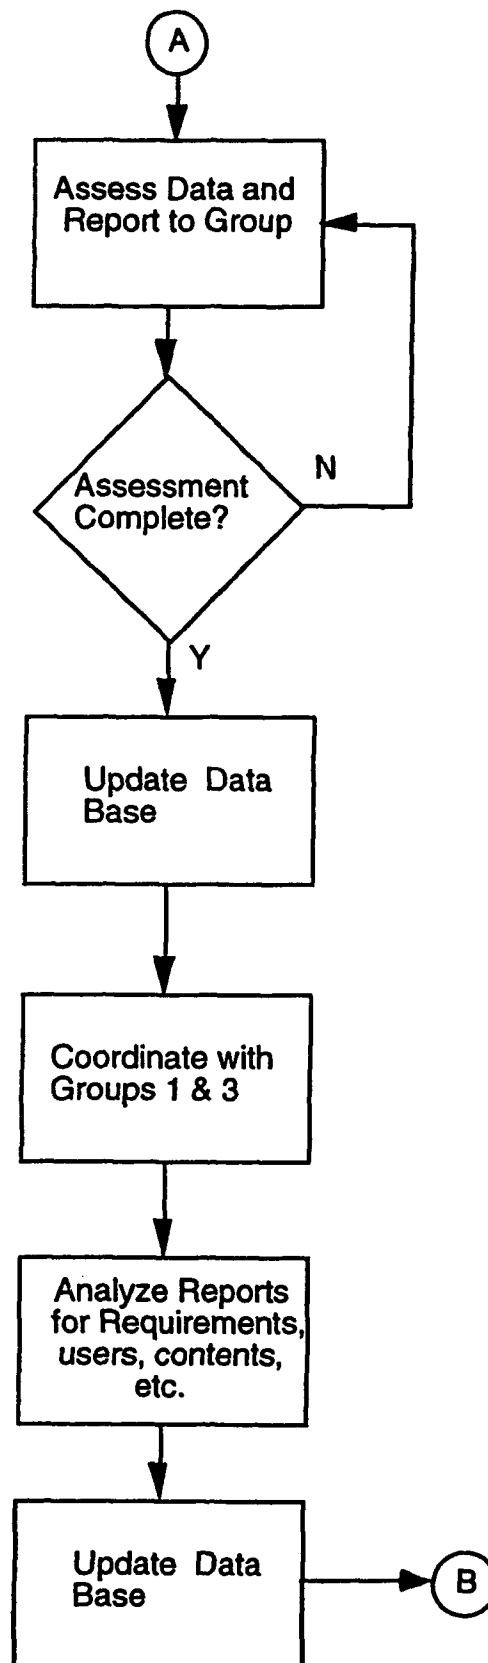 A
Assess Data and
Report to Group
N
Assessment
Complete?
Y
Update Data
Base
Coordinate with
Groups 1 & 3
Analyze Reports
for Requirements,
users, contents,
etc.
Update Data
Base
B